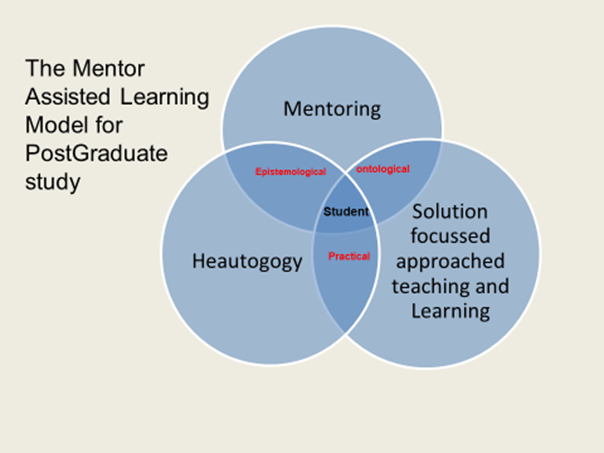 The Mentor
Assisted Learning
Model for
PostGraduate
study
Mentoring
Epistemological
ontological
Student
Solution
focussed
approached
teaching and
Learning
Heautogogy
Practical